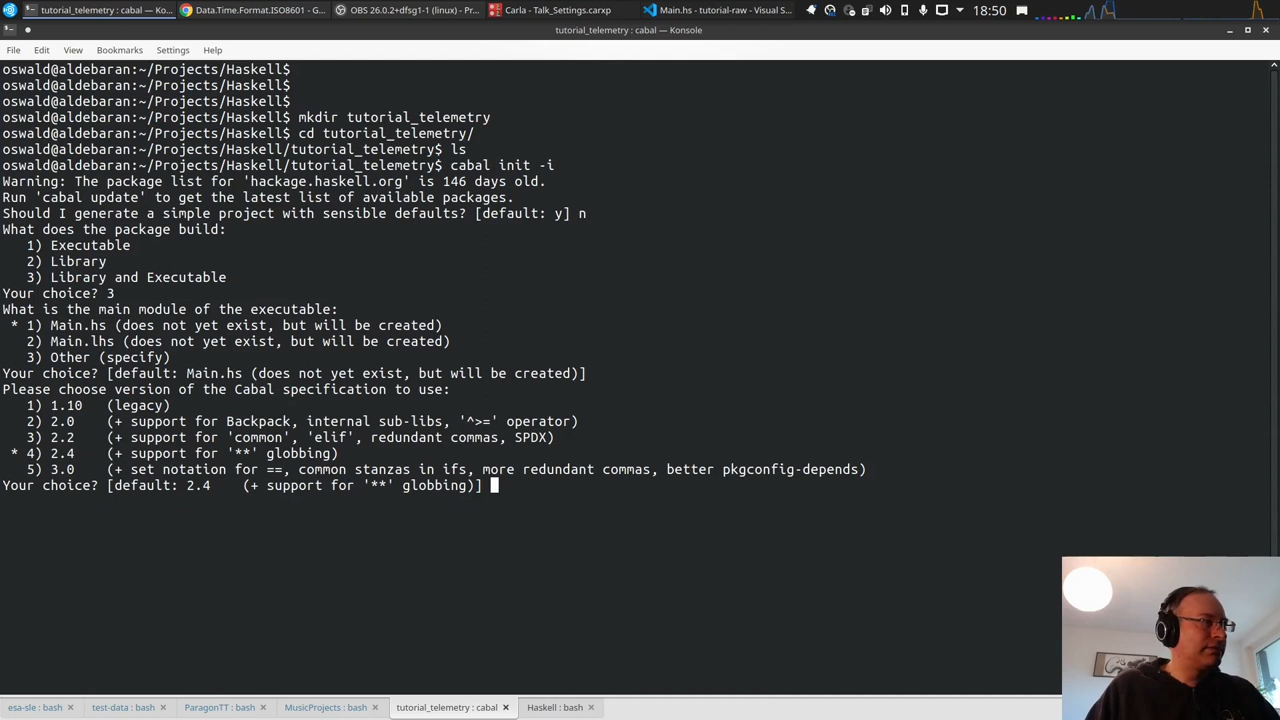 tutorial_telemetry : cabal — Ko...
Data.Time.Format.ISO8601 - G...
OBS 26.0.2+dfsg1-1 (linux) - P...
Carla - Talk_Settings.carxp
Main.hs - tutorial-raw - Visual S...
18:50
tutorial_telemetry : cabal — Konsole
File Edit View Bookmarks Settings Help
oswald@aldebaran:~/Projects/Haskell$
oswald@aldebaran:~/Projects/Haskell$
oswald@aldebaran:~/Projects/Haskell$
oswald@aldebaran:~/Projects/Haskell$ mkdir tutorial_telemetry
oswald@aldebaran:~/Projects/Haskell$ cd tutorial_telemetry/
oswald@aldebaran:~/Projects/Haskell/tutorial_telemetry$ ls
oswald@aldebaran:~/Projects/Haskell/tutorial_telemetry$ cabal init -i
Warning: The package list for 'hackage.haskell.org' is 146 days old.
Run 'cabal update' to get the latest list of available packages.
Should I generate a simple project with sensible defaults? [default: y] n
What does the package build:
1) Executable
2) Library
3) Library and Executable
Your choice? 3
What is the main module of the executable:
* 1) Main.hs (does not yet exist, but will be created)
2) Main.lhs (does not yet exist, but will be created)
3) Other (specify)
Your choice? [default: Main.hs (does not yet exist, but will be created)]
Please choose version of the Cabal specification to use:
1) 1.10 (legacy)
2) 2.0 (+ support for Backpack, internal sub-libs, '^>=' operator)
3) 2.2 (+ support for 'common', 'elif', redundant commas, SPDX)
* 4) 2.4 (+ support for '**' globbing)
5) 3.0 (+ set notation for ==, common stanzas in ifs, more redundant commas, better pkgconfig-depends)
Your choice? [default: 2.4 (+ support for '**' globbing)]
esa-sle : bash
test-data : bash
ParagonTT : bash
MusicProjects : bash
tutorial_telemetry : cabal
Haskell : bash